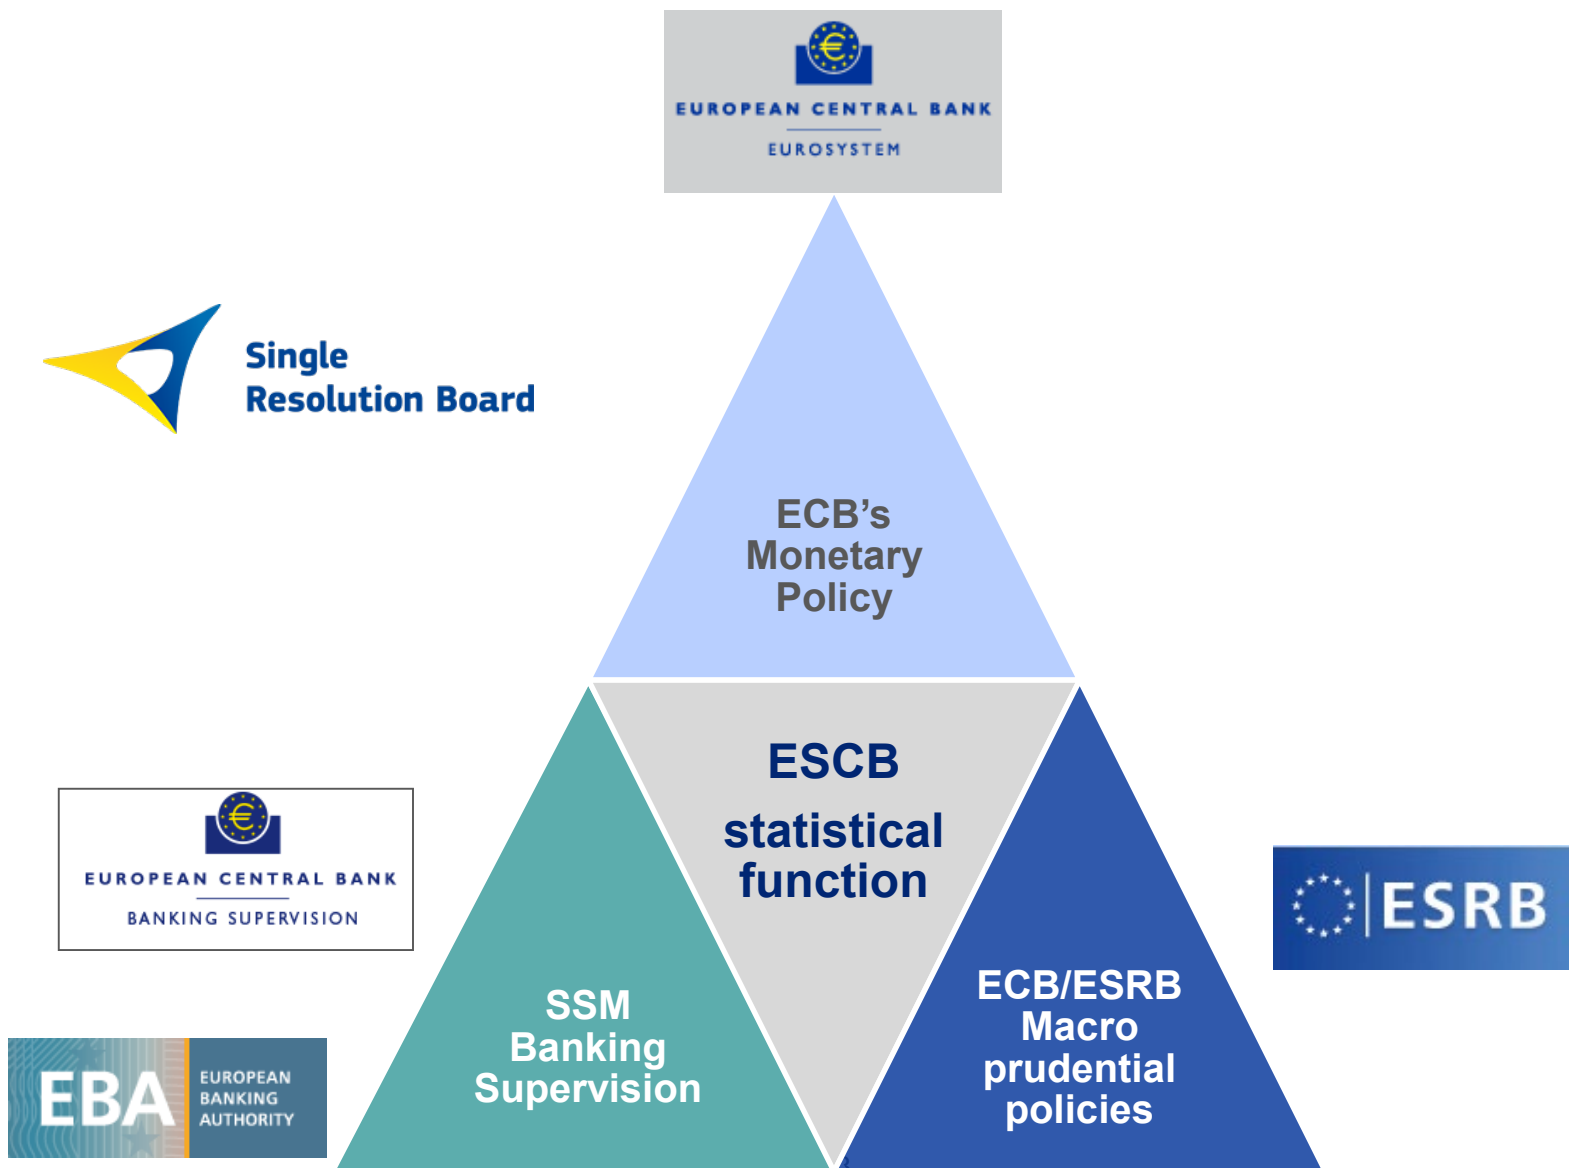 EUROPEAN CENTRAL BANK
EUROSYSTEM
Single
Resolution Board
ECB’s
Monetary
Policy
ESCB
statistical
function
EUROPEAN CENTRAL BANK
BANKING SUPERVISION
ESRB
SSM
Banking
Supervision
ECB/ESRB
Macro
prudential
policies
EBA
EUROPEAN
BANKING
AUTHORITY